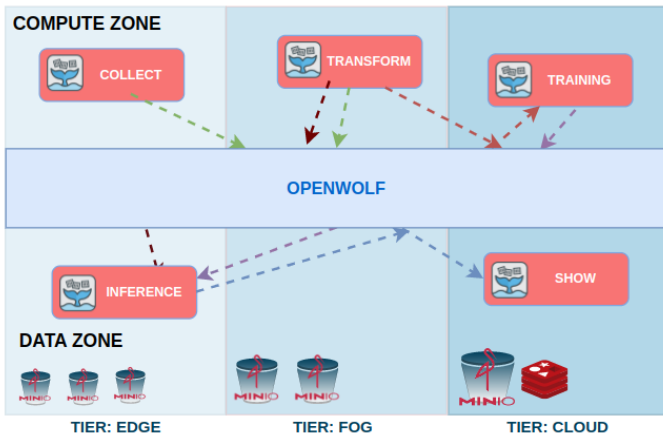 COMPUTE ZONE
COLLECT
TRANSFORM
TRAINING
OPENWOLF
INFERENCE
SHOW
DATA ZONE
MINIO
MINIO
MINIO
MINIO
MINIO
MINIO
TIER: EDGE
TIER: FOG
TIER: CLOUD